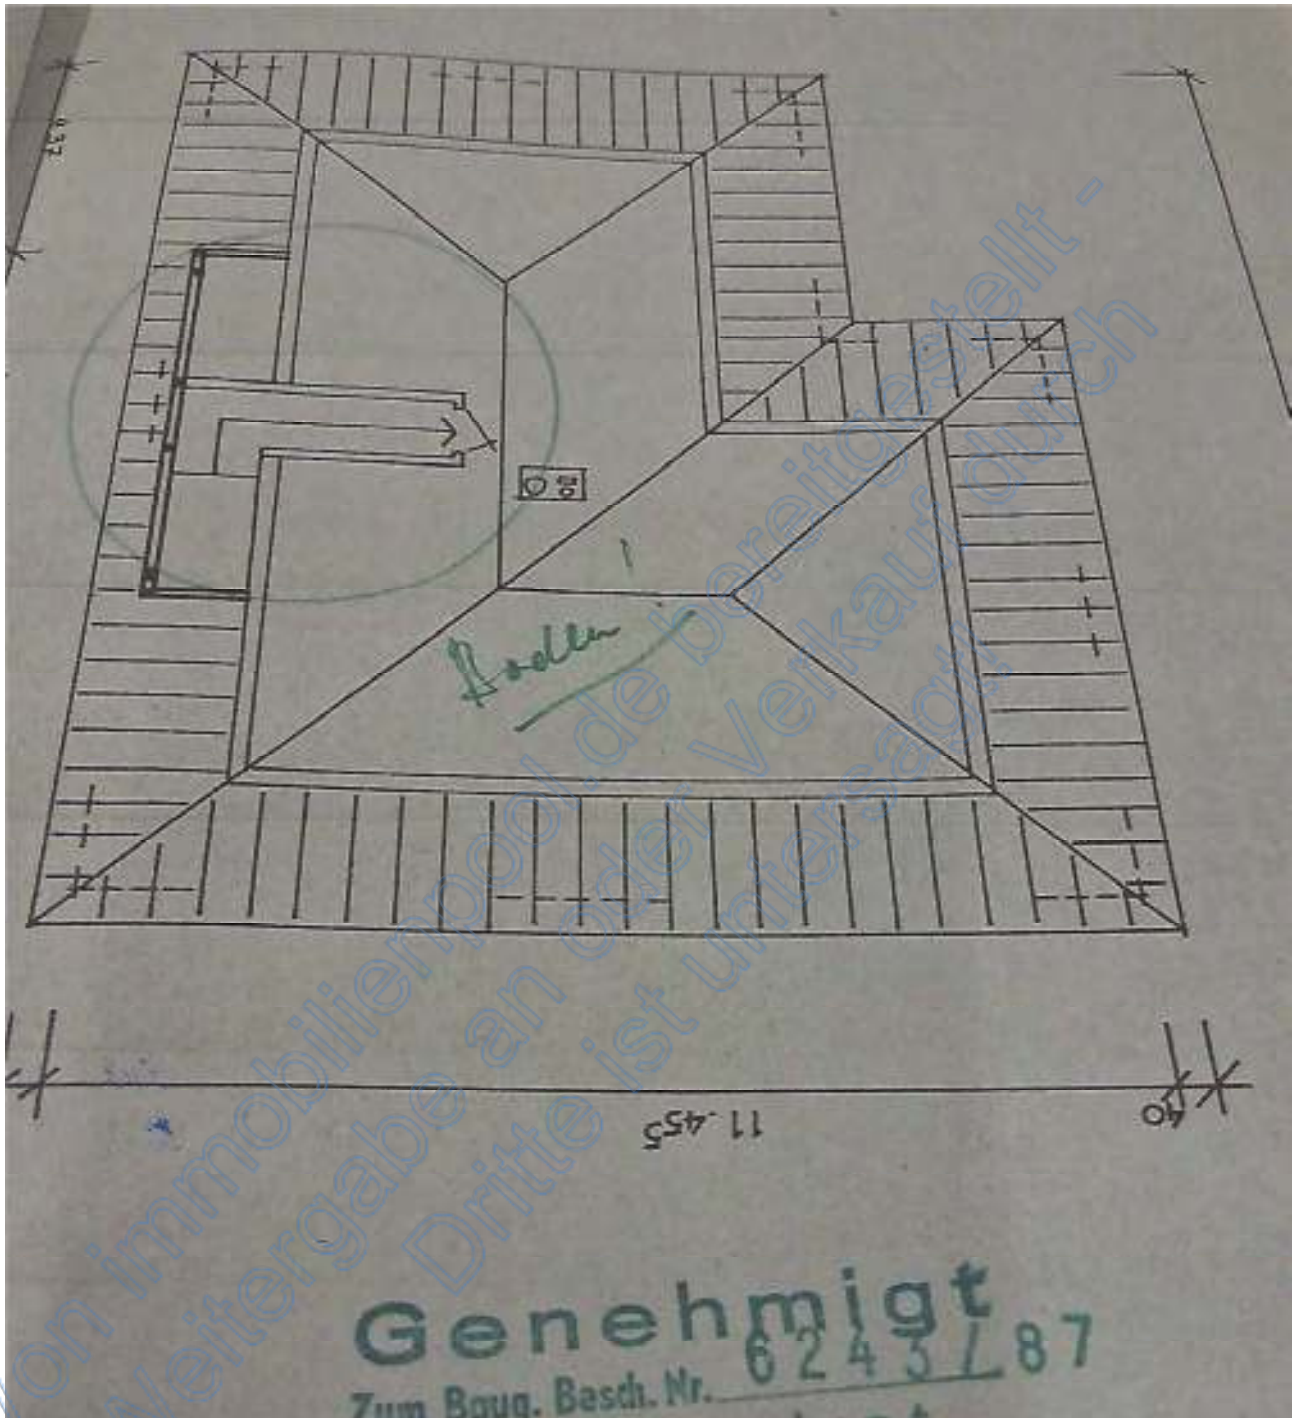 Boden
11.455
40
Genehmigt
Zum Baug. Besch. Nr. 6243/87
von immobilienpool.de bereitgestellt -
Weitergabe an oder Verkauf durch
Dritte ist untersagt!